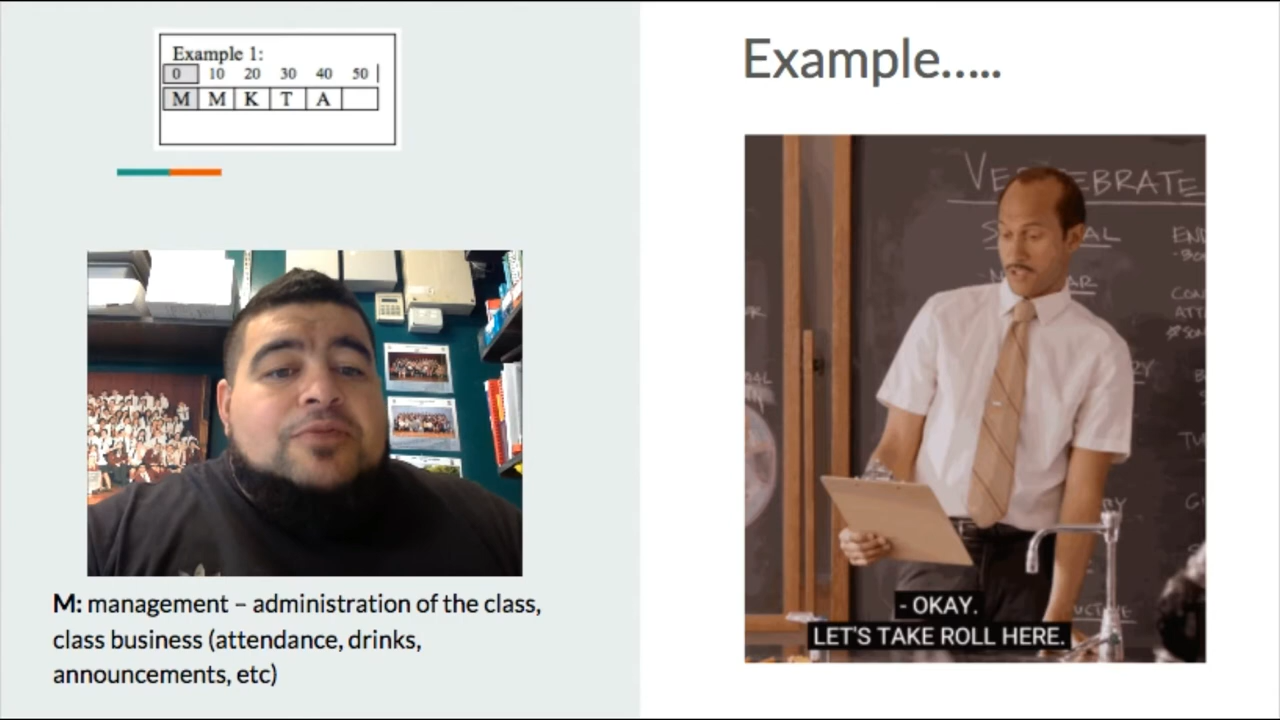 Example 1:
0 10 20 30 40 50
M M K T A
M: management – administration of the class,
class business (attendance, drinks,
announcements, etc)
Example.....
VERTEBRATE
- OKAY.
LET'S TAKE ROLL HERE.